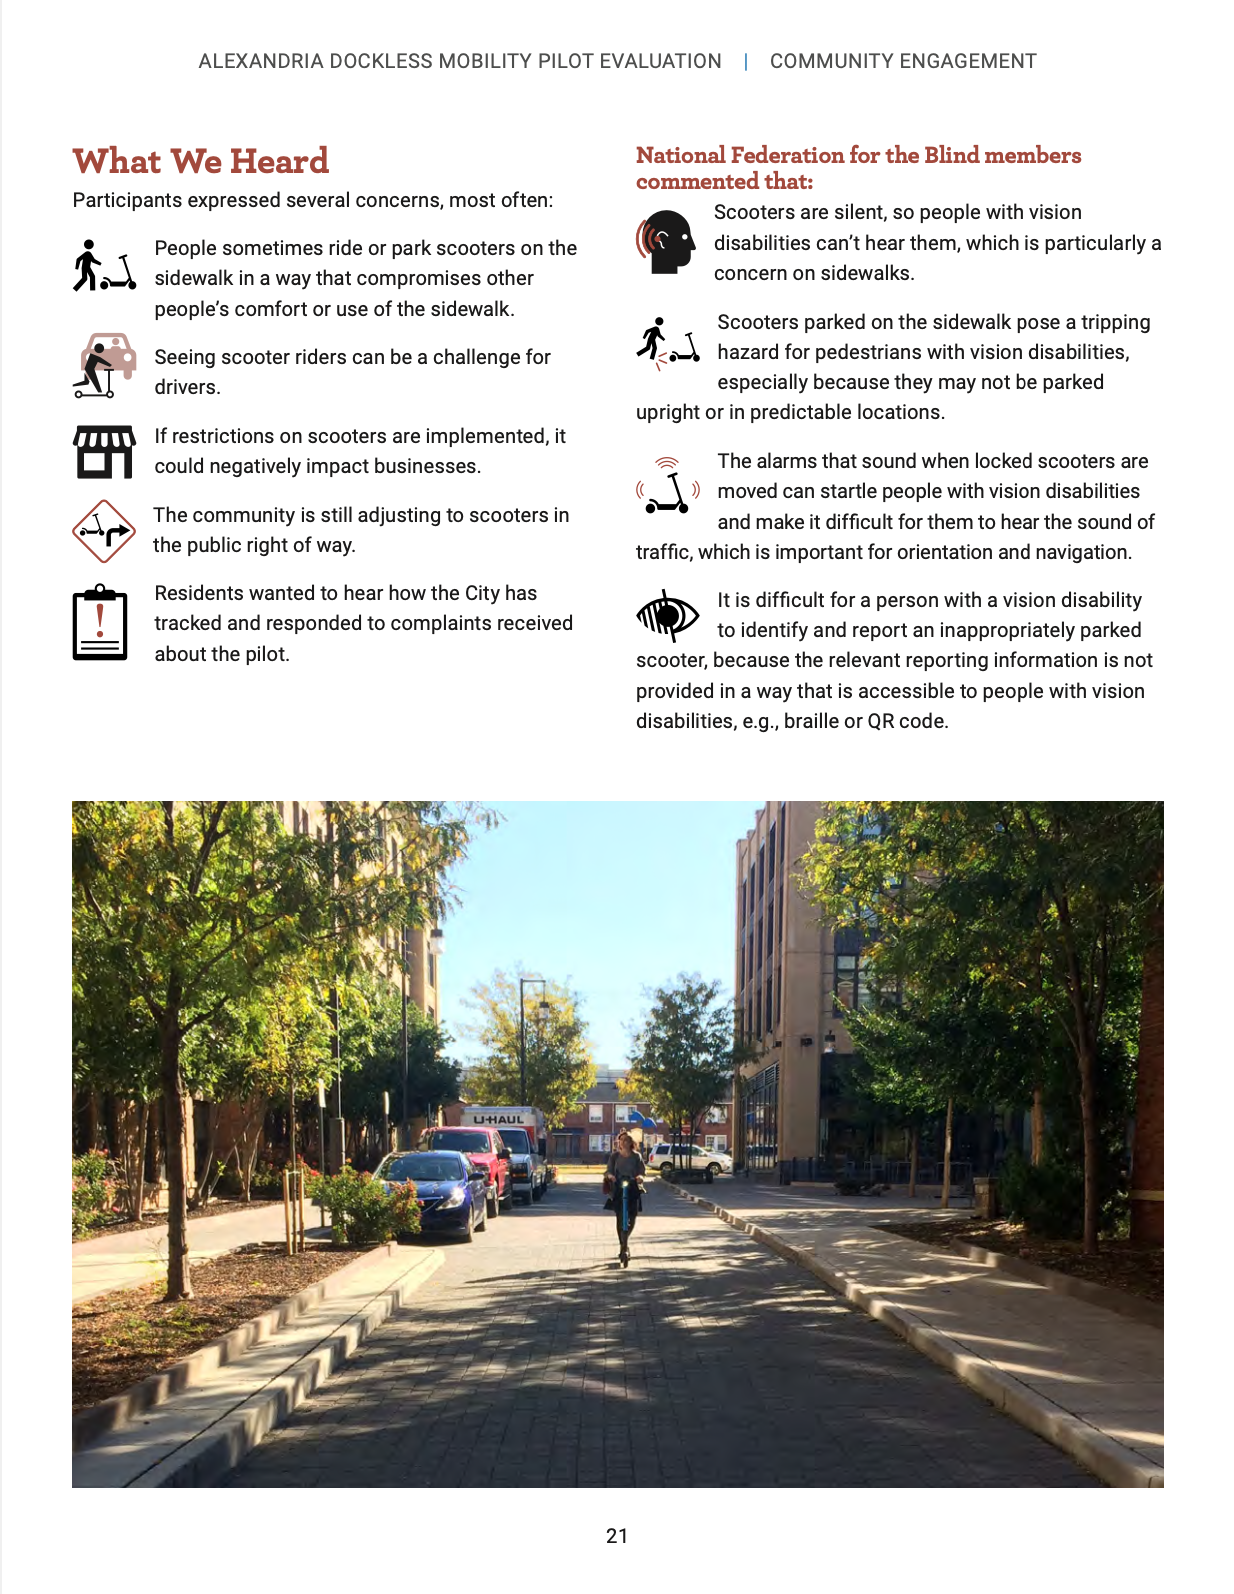 ALEXANDRIA DOCKLESS MOBILITY PILOT EVALUATION | COMMUNITY ENGAGEMENT
What We Heard
Participants expressed several concerns, most often:
People sometimes ride or park scooters on the
sidewalk in a way that compromises other
people’s comfort or use of the sidewalk.
Seeing scooter riders can be a challenge for
drivers.
If restrictions on scooters are implemented, it
could negatively impact businesses.
The community is still adjusting to scooters in
the public right of way.
Residents wanted to hear how the City has
tracked and responded to complaints received
about the pilot.
National Federation for the Blind members
commented that:
Scooters are silent, so people with vision
disabilities can’t hear them, which is particularly a
concern on sidewalks.
Scooters parked on the sidewalk pose a tripping
hazard for pedestrians with vision disabilities,
especially because they may not be parked
upright or in predictable locations.
The alarms that sound when locked scooters are
moved can startle people with vision disabilities
and make it difficult for them to hear the sound of
traffic, which is important for orientation and navigation.
It is difficult for a person with a vision disability
to identify and report an inappropriately parked
scooter, because the relevant reporting information is not
provided in a way that is accessible to people with vision
disabilities, e.g., braille or QR code.
U-HAUL
21